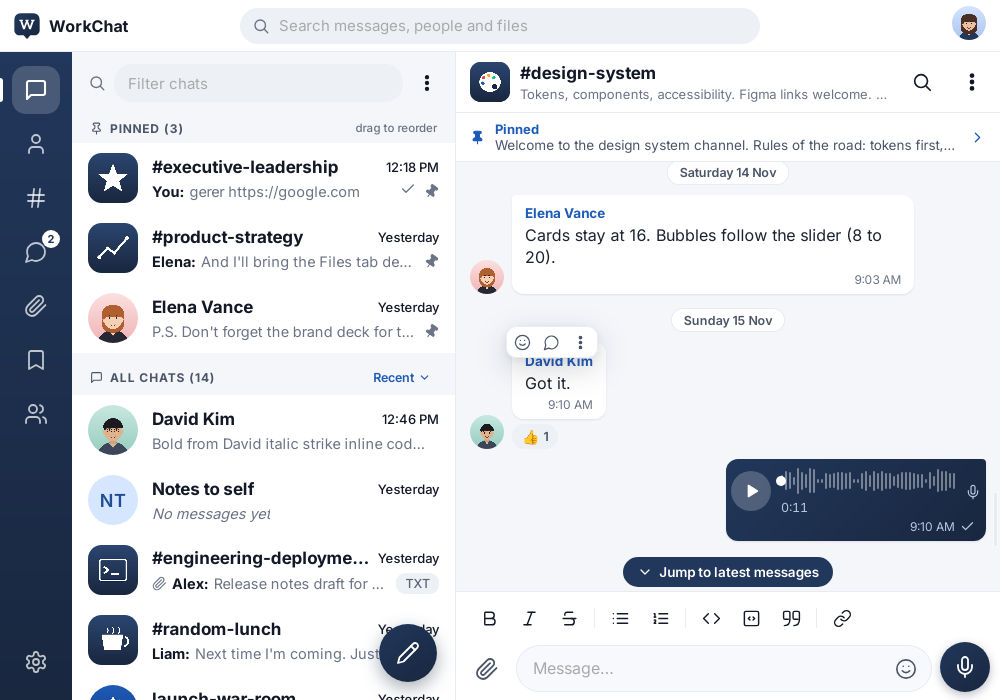 W WorkChat
Search messages, people and files
2
Filter chats
PINNED (3)
drag to reorder
#executive-leadership
12:18 PM
You: gerer https://google.com
#product-strategy
Yesterday
Elena: And I'll bring the Files tab de...
Elena Vance
Yesterday
P.S. Don't forget the brand deck for t...
ALL CHATS (14)
Recent
David Kim
12:46 PM
Bold from David italic strike inline cod...
NT
Notes to self
Yesterday
No messages yet
#engineering-deployme...
Yesterday
Alex: Release notes draft for ...
TXT
#random-lunch
Liam: Next time I'm coming. Just
launch-war-room
Yesterday
#design-system
Tokens, components, accessibility. Figma links welcome. ...
Pinned
Welcome to the design system channel. Rules of the road: tokens first,...
Saturday 14 Nov
Elena Vance
Cards stay at 16. Bubbles follow the slider (8 to
20).
9:03 AM
Sunday 15 Nov
David Kim
Got it.
9:10 AM
👍 1
0:11
9:10 AM
Jump to latest messages
B I S
Message...